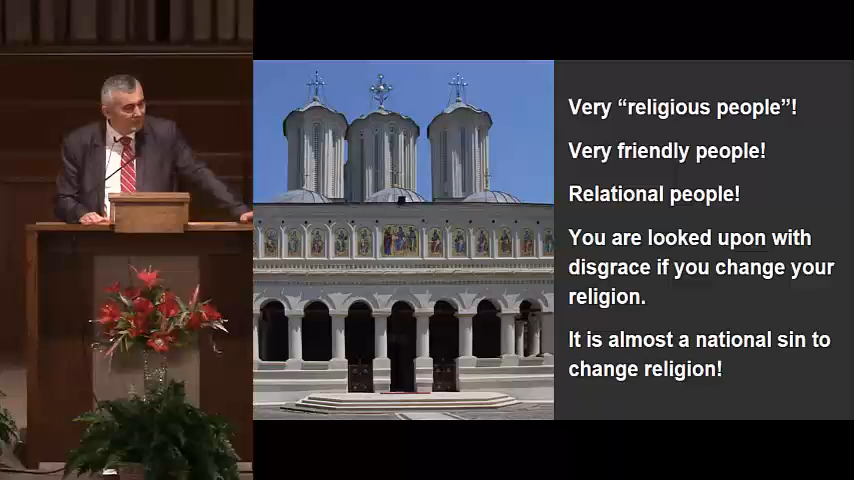 Very “religious people”!
Very friendly people!
Relational people!
You are looked upon with
disgrace if you change your
religion.
It is almost a national sin to
change religion!